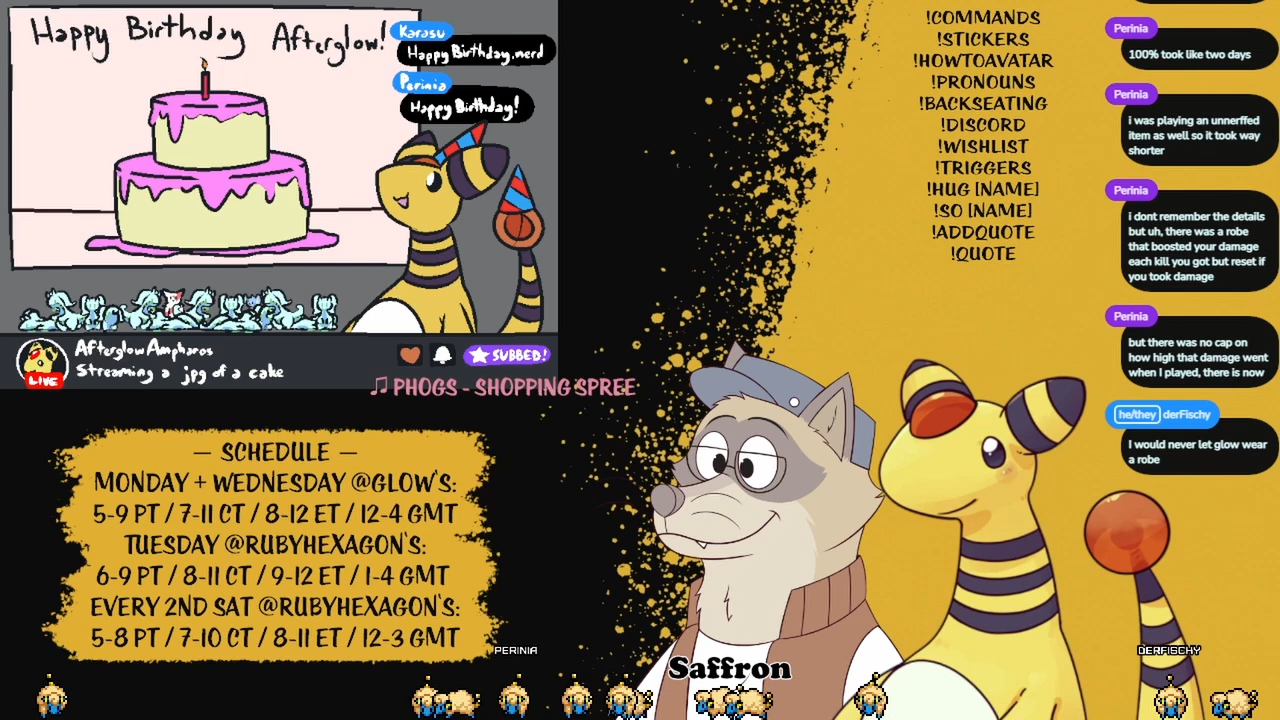 Happy Birthday Afterglow!
Karasu
Happy Birthday.nerd
Perinia
Happy Birthday!
AfterglowAmpharos
Streaming a jpg of a cake
LIVE
SUBBED!
PHOGS - SHOPPING SPREE
— SCHEDULE —
MONDAY + WEDNESDAY @GLOW'S:
5-9 PT / 7-11 CT / 8-12 ET / 12-4 GMT
TUESDAY @RUBYHEXAGON'S:
6-9 PT / 8-11 CT / 9-12 ET / 1-4 GMT
EVERY 2ND SAT @RUBYHEXAGON'S:
5-8 PT / 7-10 CT / 8-11 ET / 12-3 GMT
PERINIA
Saffron
DERFISCHY
!COMMANDS
!STICKERS
!HOWTOAVATAR
!PRONOUNS
!BACKSEATING
!DISCORD
!WISHLIST
!TRIGGERS
!HUG [NAME]
!SO [NAME]
!ADDQUOTE
!QUOTE
Perinia
100% took like two days
Perinia
i was playing an unnerffed
item as well so it took way
shorter
Perinia
i dont remember the details
but uh, there was a robe
that boosted your damage
each kill you got but reset if
you took damage
Perinia
but there was no cap on
how high that damage went
when I played, there is now
he/they derFischy
I would never let glow wear
a robe